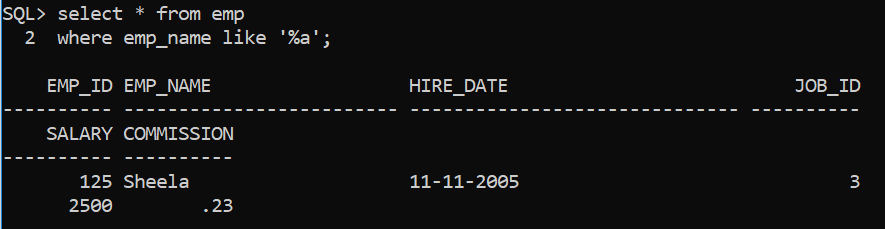 SQL> select * from emp
  2  where emp_name like '%a';

    EMP_ID EMP_NAME                  HIRE_DATE                          JOB_ID
---------- ------------------------- ------------------------------ ----------
    SALARY COMMISSION
---------- ----------
       125 Sheela                    11-11-2005                              3
      2500        .23